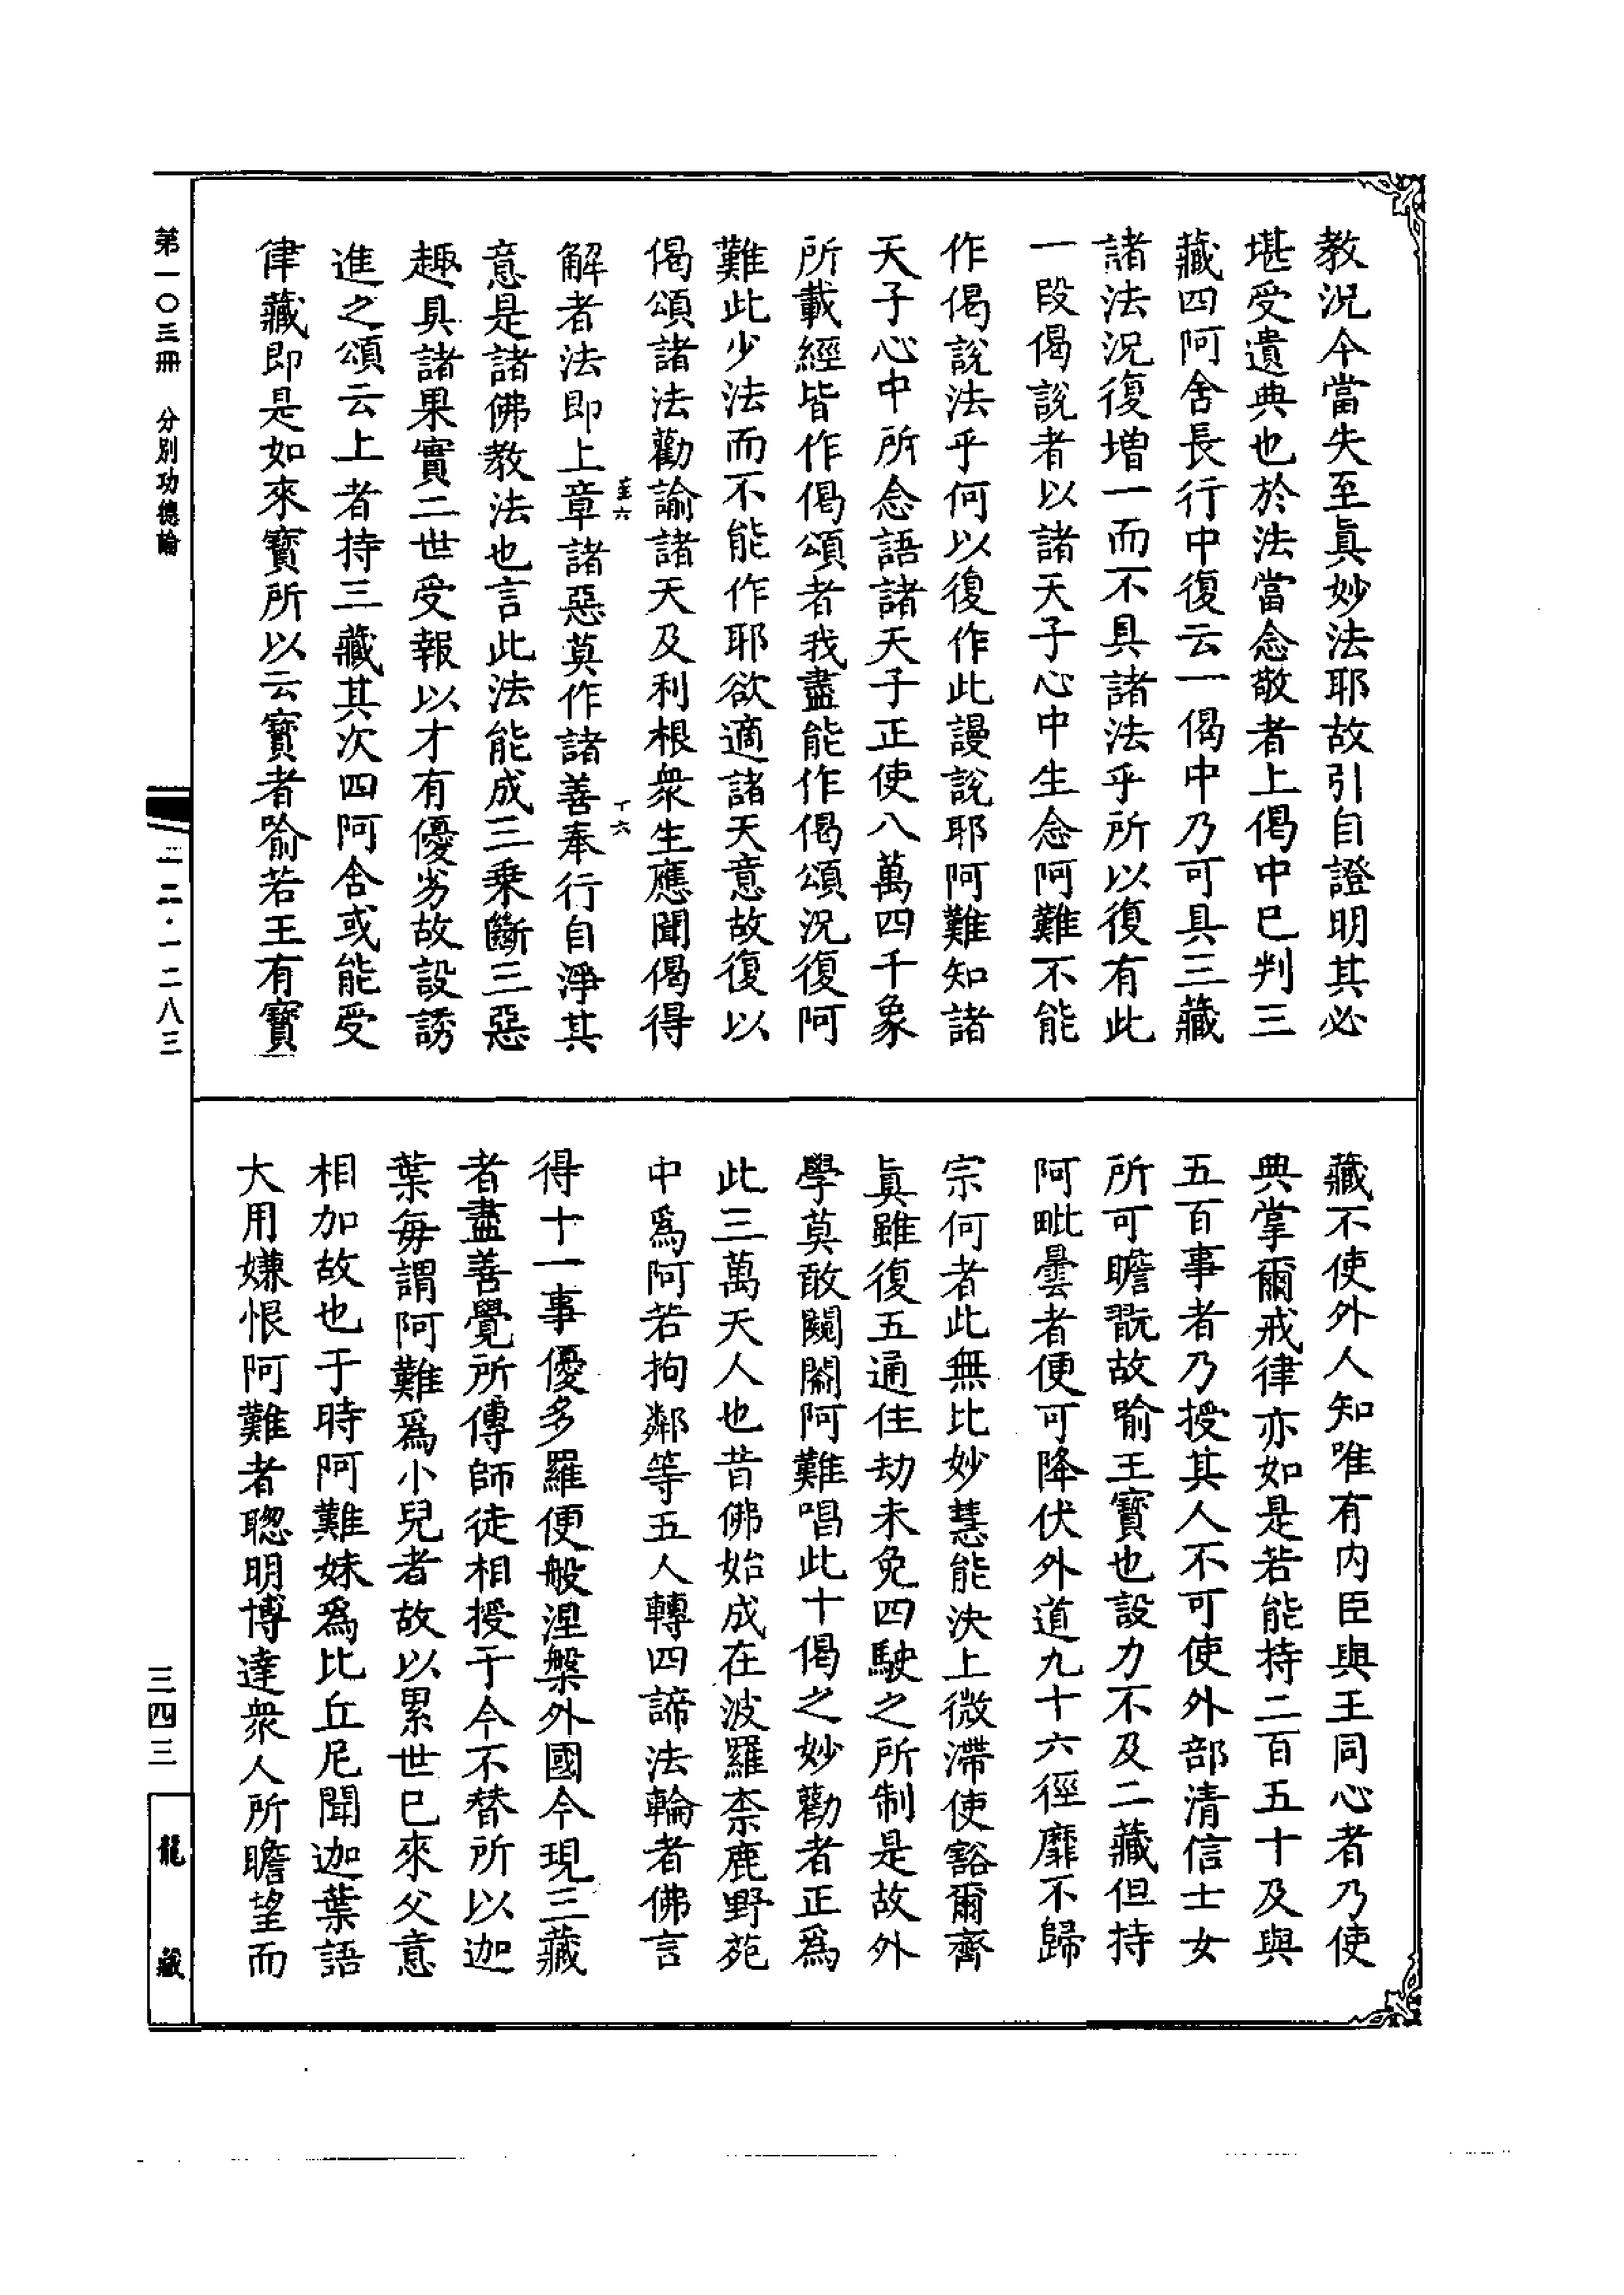 教況今當失至眞妙法耶故引自證明其必
堪受遺典也於法當念敬者上偈中已判三
藏四阿含長行中復云一偈中乃可具三藏
諸法況復增一而不具諸法乎所以復有此
一段偈說者以諸天子心中生念阿難不能
作偈說法乎何以復作此謾說耶阿難知諸
天子心中所念語諸天子正使八萬四千象
所載經皆作偈頌者我盡能作偈頌況復阿
難此少法而不能作耶欲適諸天意故復以
偈頌諸法勸諭諸天及利根衆生應聞偈得
解者法即上章諸惡莫作諸善奉行自淨其
意是諸佛教法也言此法能成三乘斷三惡
趣具諸果實二世受報以才有優劣故設誘
進之頌云上者持三藏其次四阿含或能受
律藏即是如來寶所以云寶者喻若王有寶
藏不使外人知唯有内臣與王同心者乃使
典掌爾戒律亦如是若能持二百五十及與
五百事者乃授其人不可使外部清信士女
所可瞻翫故喻王寶也設力不及二藏但持
阿毗曇者便可降伏外道九十六徑靡不歸
宗何者此無比妙慧能決上微滯使豁爾齊
眞雖復五通住劫未免四駛之所制是故外
學莫敢闚闟阿難唱此十偈之妙勸者正爲
此三萬天人也昔佛始成在波羅柰鹿野苑
中爲阿若拘鄰等五人轉四諦法輪者佛言
得十一事優多羅便般涅槃外國今現三藏
者盡善覺所傳師徒相授于今不替所以迦
葉每謂阿難爲小兒者故以累世已來父意
相加故也于時阿難妹爲比丘尼聞迦葉語
大用嫌恨阿難者聰明博達衆人所瞻望而
第一〇三冊　分別功德論
二二·一二八三
三四三
龍藏